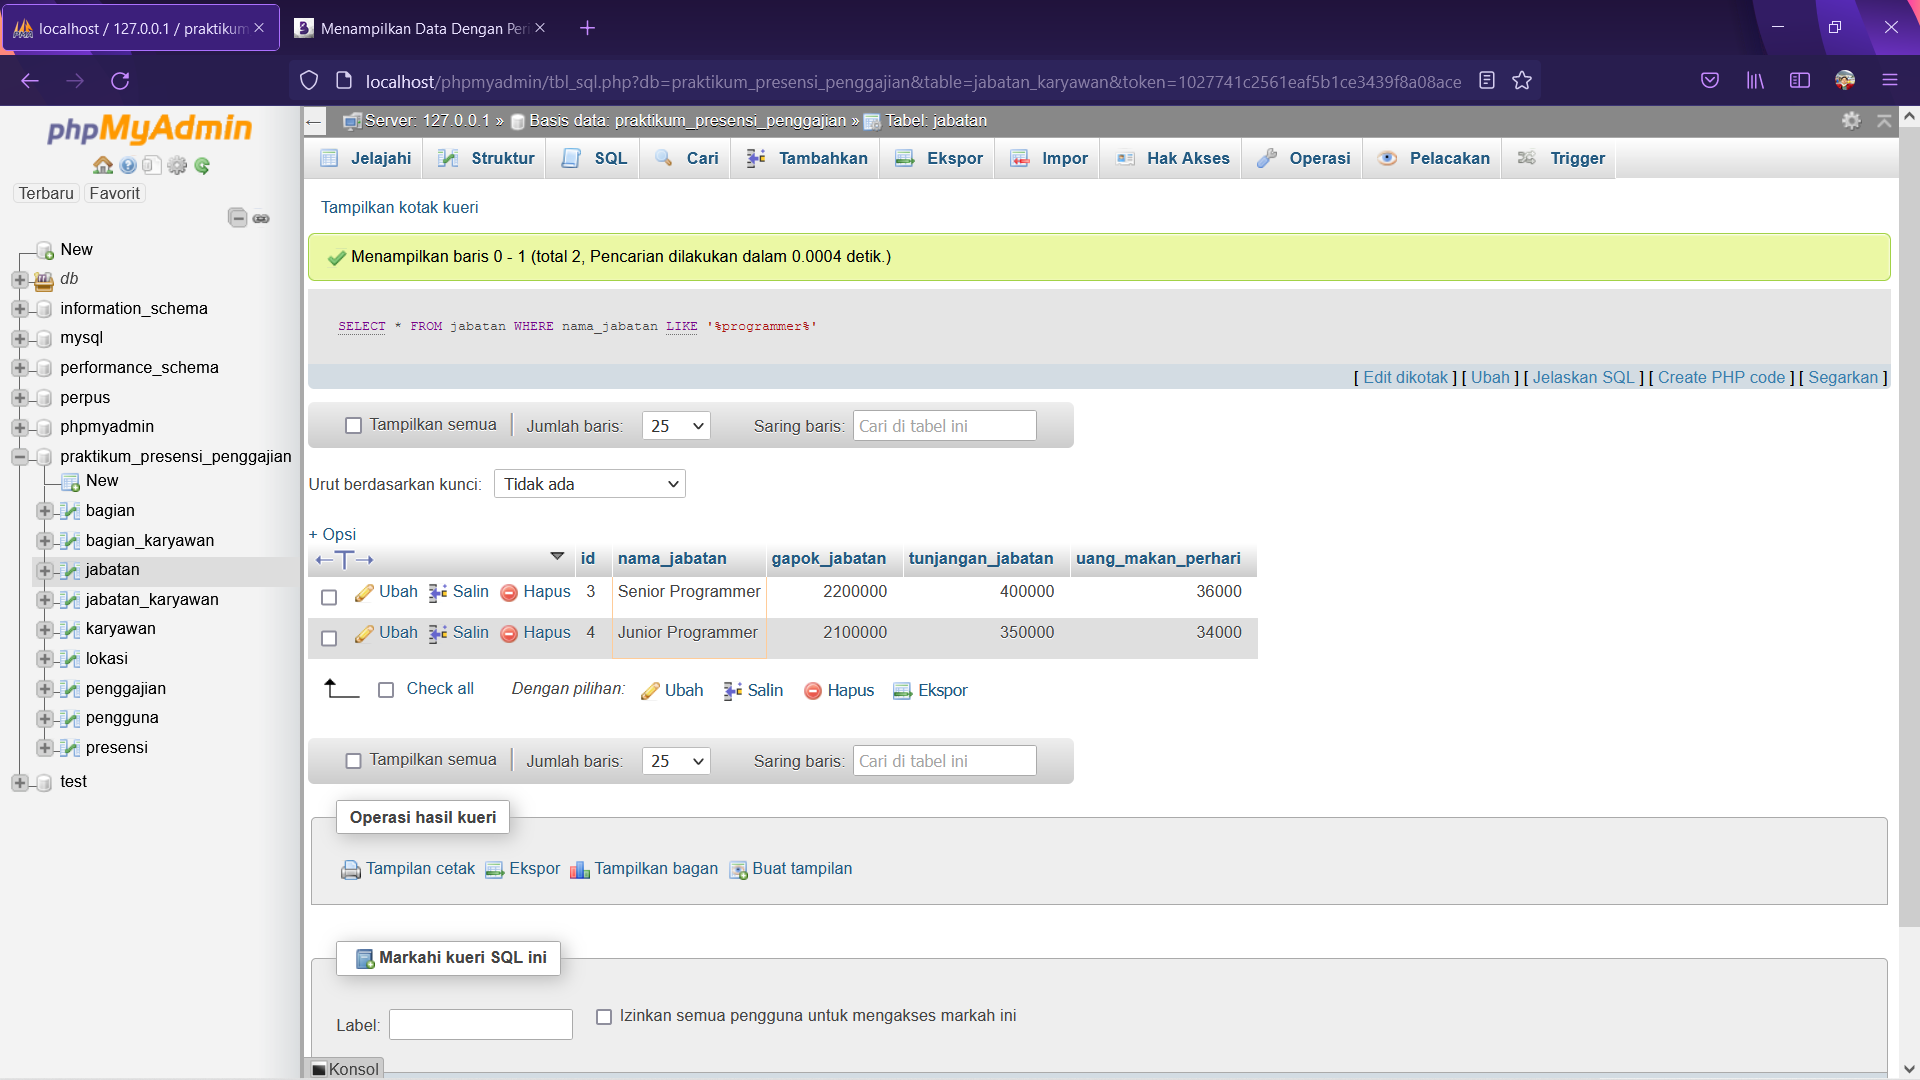 localhost / 127.0.0.1 / praktikum
Menampilkan Data Dengan Peri
localhost/phpmyadmin/tbl_sql.php?db=praktikum_presensi_penggajian&table=jabatan_karyawan&token=1027741c2561eaf5b1ce3439f8a08ace
phpMyAdmin
Terbaru Favorit
New
db
information_schema
mysql
performance_schema
perpus
phpmyadmin
praktikum_presensi_penggajian
New
bagian
bagian_karyawan
jabatan
jabatan_karyawan
karyawan
lokasi
penggajian
pengguna
presensi
test
Server: 127.0.0.1 » Basis data: praktikum_presensi_penggajian » Tabel: jabatan
Jelajahi Struktur SQL Cari Tambahkan Ekspor Impor Hak Akses Operasi Pelacakan Trigger
Tampilkan kotak kueri
Menampilkan baris 0 - 1 (total 2, Pencarian dilakukan dalam 0.0004 detik.)
SELECT * FROM jabatan WHERE nama_jabatan LIKE '%programmer%'
[ Edit dikotak ] [ Ubah ] [ Jelaskan SQL ] [ Create PHP code ] [ Segarkan ]
Tampilkan semua Jumlah baris: 25 Saring baris: Cari di tabel ini
Urut berdasarkan kunci: Tidak ada
+ Opsi
←T→ id nama_jabatan gapok_jabatan tunjangan_jabatan uang_makan_perhari
Ubah Salin Hapus 3 Senior Programmer 2200000 400000 36000
Ubah Salin Hapus 4 Junior Programmer 2100000 350000 34000
Check all Dengan pilihan: Ubah Salin Hapus Ekspor
Tampilkan semua Jumlah baris: 25 Saring baris: Cari di tabel ini
Operasi hasil kueri
Tampilan cetak Ekspor Tampilkan bagan Buat tampilan
Markahi kueri SQL ini
Label: Izinkan semua pengguna untuk mengakses markah ini
Konsol